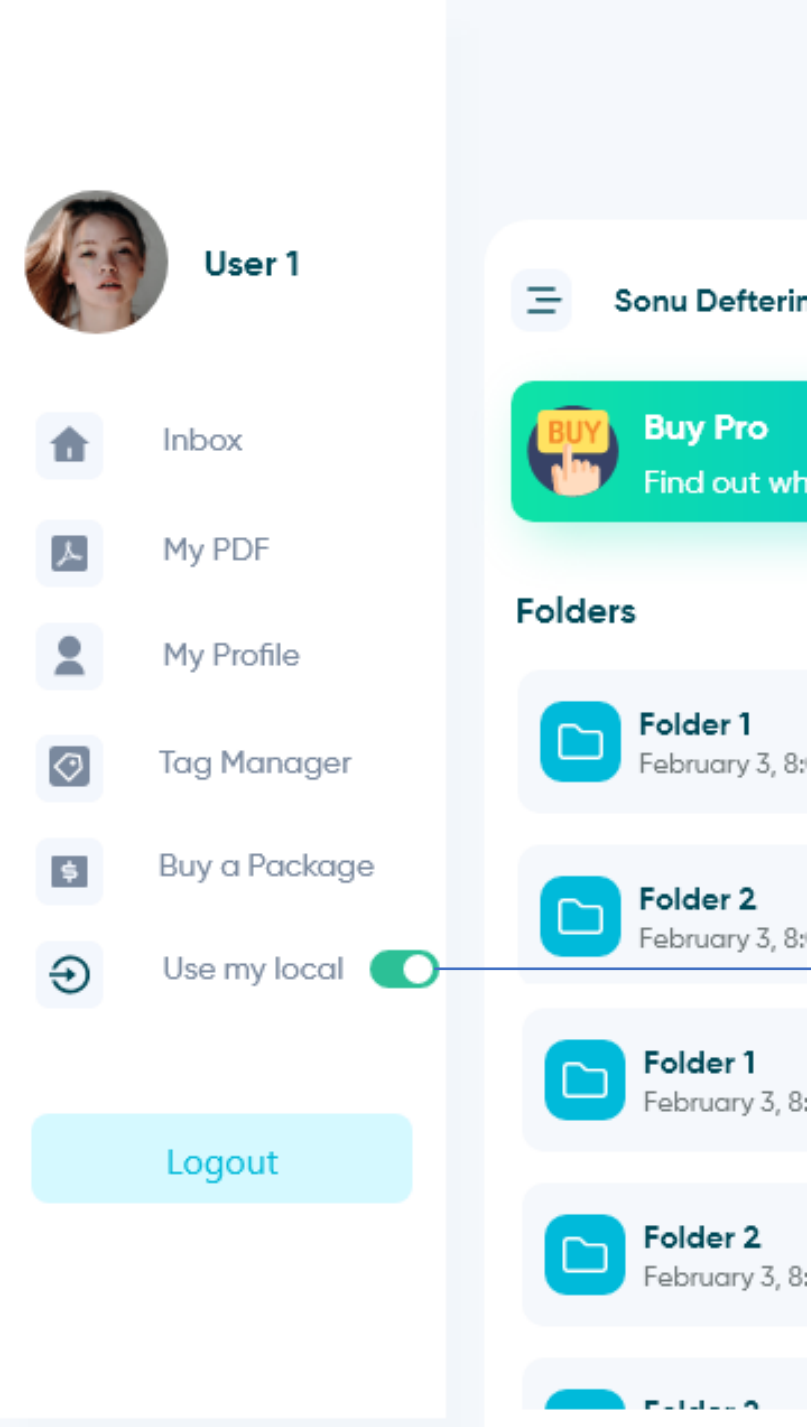 User 1
Inbox
My PDF
My Profile
Tag Manager
Buy a Package
Use my local
Logout
Sonu Defterin
BUY
Buy Pro
Find out wh
Folders
Folder 1
February 3, 8:
Folder 2
February 3, 8:
Folder 1
February 3, 8:
Folder 2
February 3, 8:
Folder 2